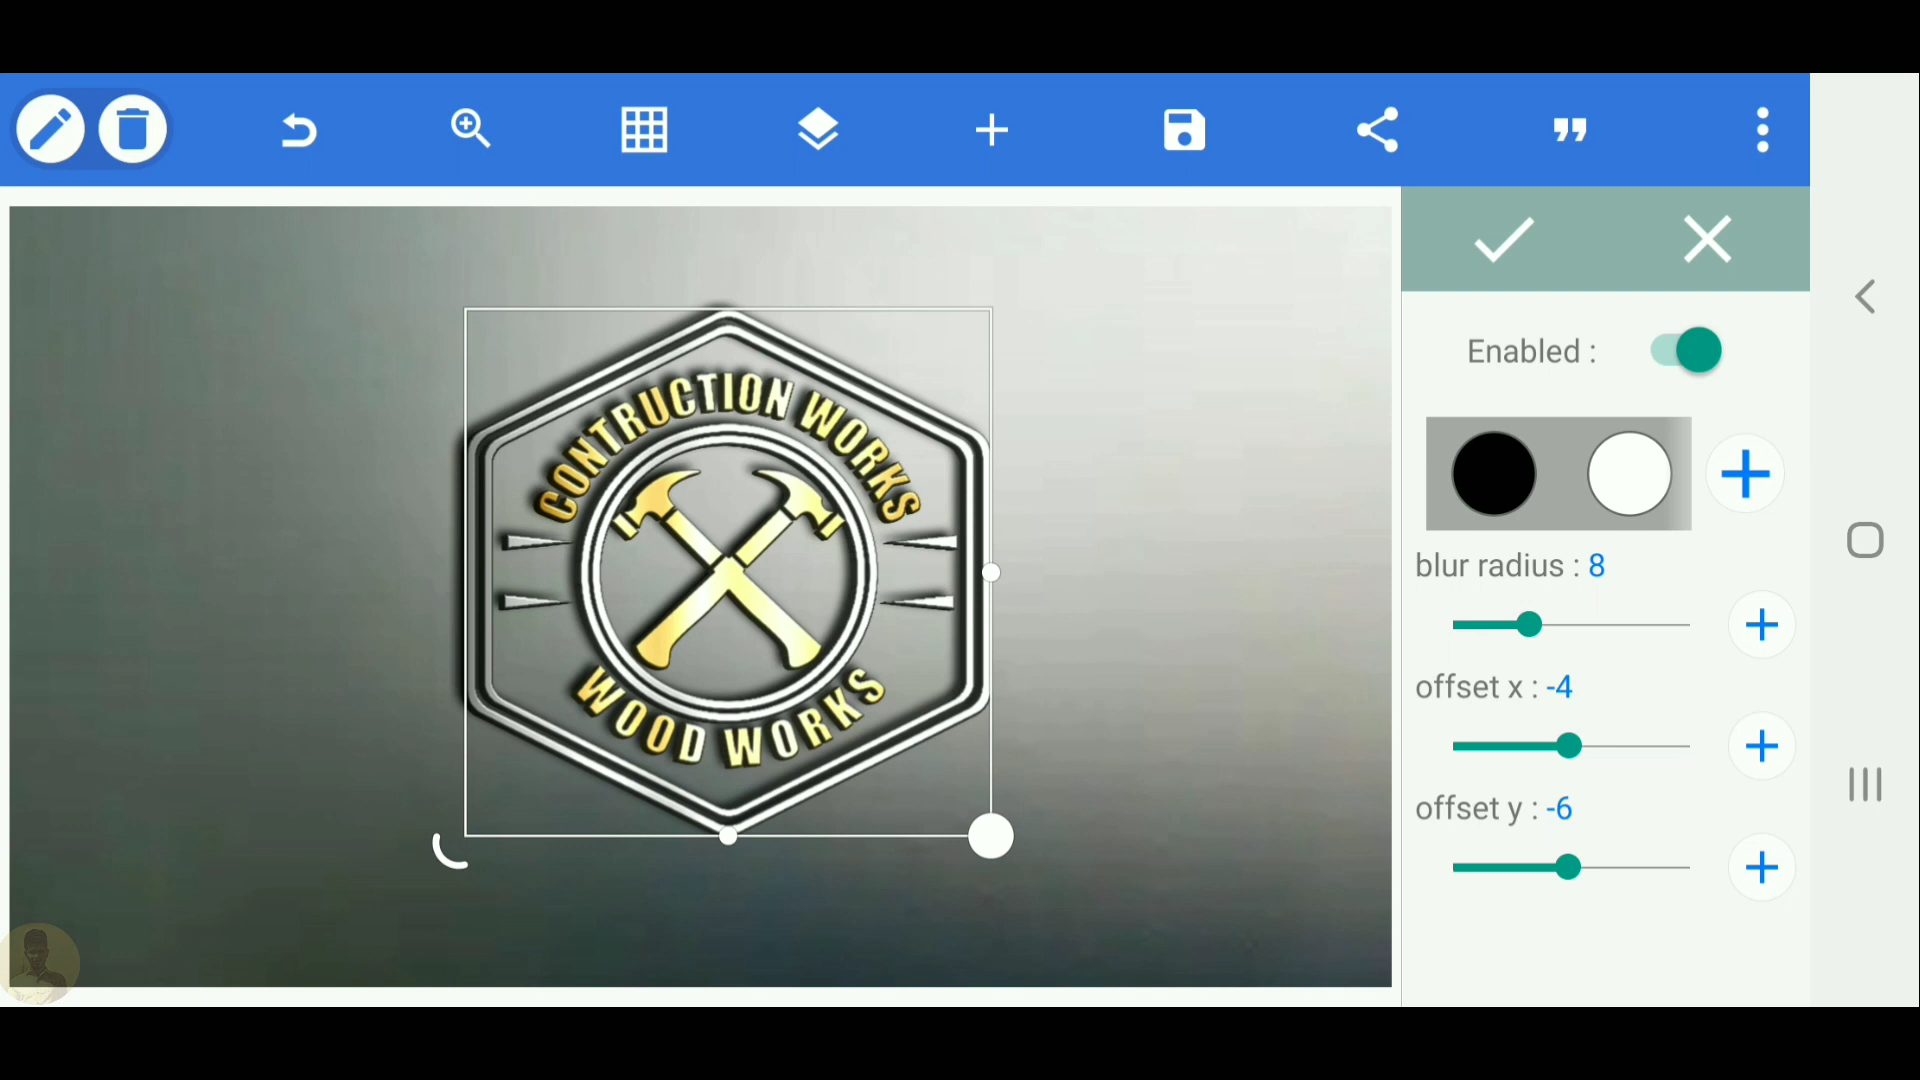 Enabled :
CONTRUCTION WORKS
WOOD WORKS
blur radius : 8
offset x : -4
offset y : -6